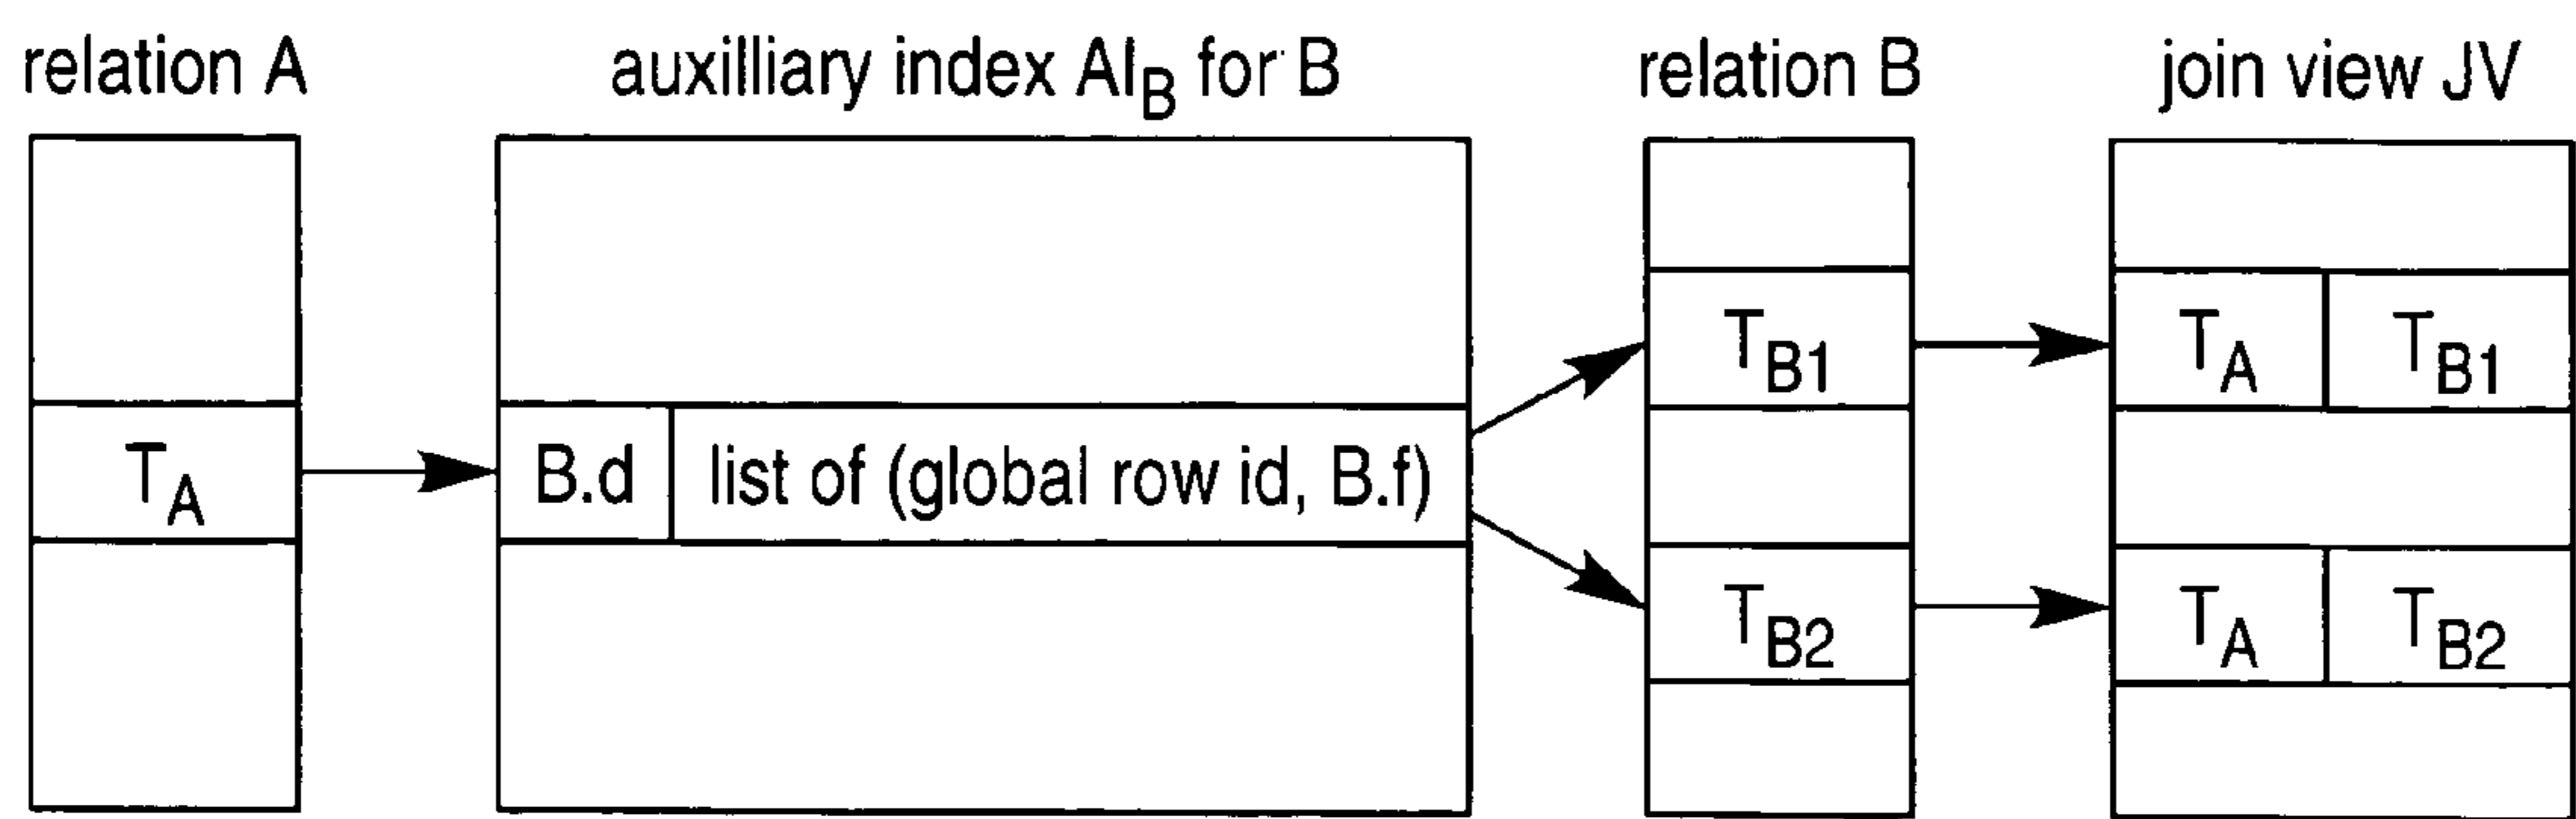 relation A auxilliary index AI_B for B relation B join view JV
T_B1 T_A T_B1
T_A B.d list of (global row id, B.f)
T_B2 T_A T_B2